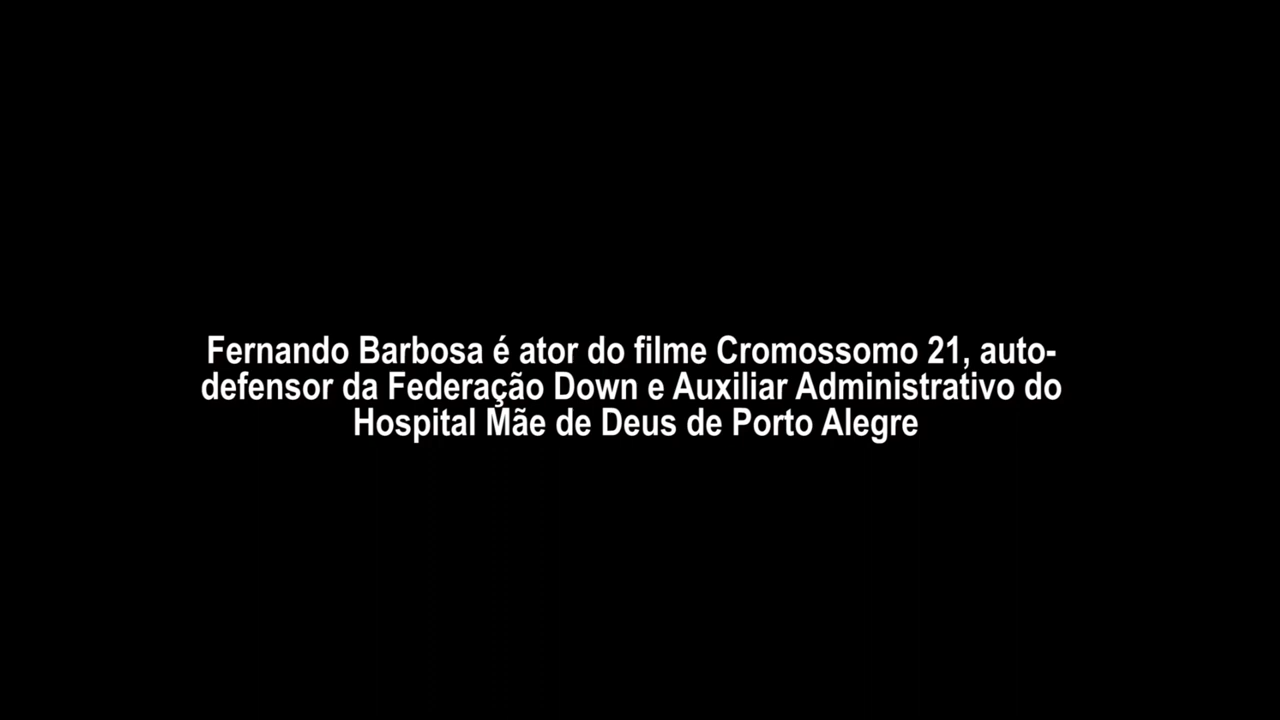 Fernando Barbosa é ator do filme Cromossomo 21, auto-
defensor da Federação Down e Auxiliar Administrativo do
Hospital Mãe de Deus de Porto Alegre